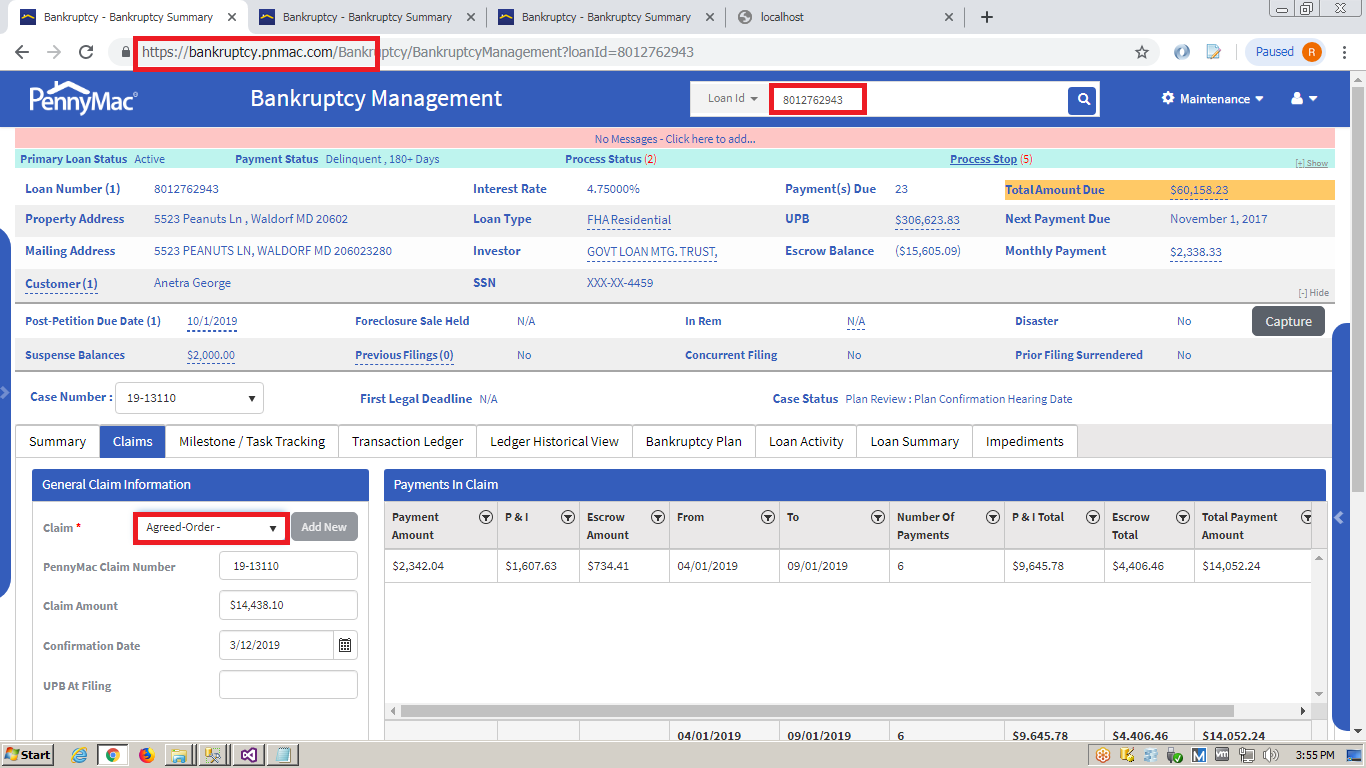 Bankruptcy - Bankruptcy Summary
Bankruptcy - Bankruptcy Summary
Bankruptcy - Bankruptcy Summary
localhost
https://bankruptcy.pnmac.com/Bankruptcy/BankruptcyManagement?loanId=8012762943
Paused R
PennyMac
Bankruptcy Management
Loan Id 8012762943
Maintenance
No Messages - Click here to add...
Primary Loan Status Active Payment Status Delinquent , 180+ Days Process Status (2) Process Stop (5) [+] Show
Loan Number (1) 8012762943 Interest Rate 4.75000% Payment(s) Due 23 Total Amount Due $60,158.23
Property Address 5523 Peanuts Ln , Waldorf MD 20602 Loan Type FHA Residential UPB $306,623.83 Next Payment Due November 1, 2017
Mailing Address 5523 PEANUTS LN, WALDORF MD 206023280 Investor GOVT LOAN MTG. TRUST, Escrow Balance ($15,605.09) Monthly Payment $2,338.33
Customer (1) Anetra George SSN XXX-XX-4459
[-] Hide
Post-Petition Due Date (1) 10/1/2019 Foreclosure Sale Held N/A In Rem N/A Disaster No Capture
Suspense Balances $2,000.00 Previous Filings (0) No Concurrent Filing No Prior Filing Surrendered No
Case Number : 19-13110 First Legal Deadline N/A Case Status Plan Review : Plan Confirmation Hearing Date
Summary Claims Milestone / Task Tracking Transaction Ledger Ledger Historical View Bankruptcy Plan Loan Activity Loan Summary Impediments
General Claim Information
Claim * Agreed-Order - Add New
PennyMac Claim Number 19-13110
Claim Amount $14,438.10
Confirmation Date 3/12/2019
UPB At Filing
Payments In Claim
Payment Amount P & I Escrow Amount From To Number Of Payments P & I Total Escrow Total Total Payment Amount
$2,342.04 $1,607.63 $734.41 04/01/2019 09/01/2019 6 $9,645.78 $4,406.46 $14,052.24
04/01/2019 09/01/2019 6 $9,645.78 $4,406.46 $14,052.24
Start
3:55 PM